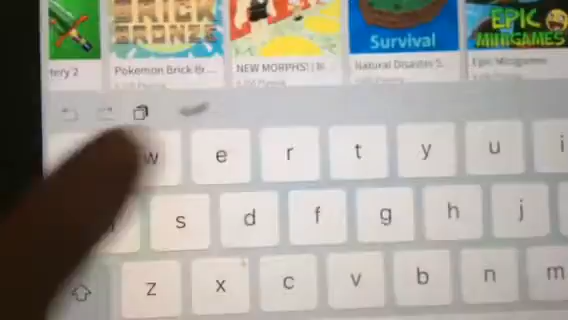 BRICK
BRONZE
Survival
EPIC
MINIGAMES
tery 2
Pokemon Brick Br...
NEW MORPHS! | R...
Natural Disaster S...
Epic Minigames
w e r t y u i
s d f g h j
z x c v b n m